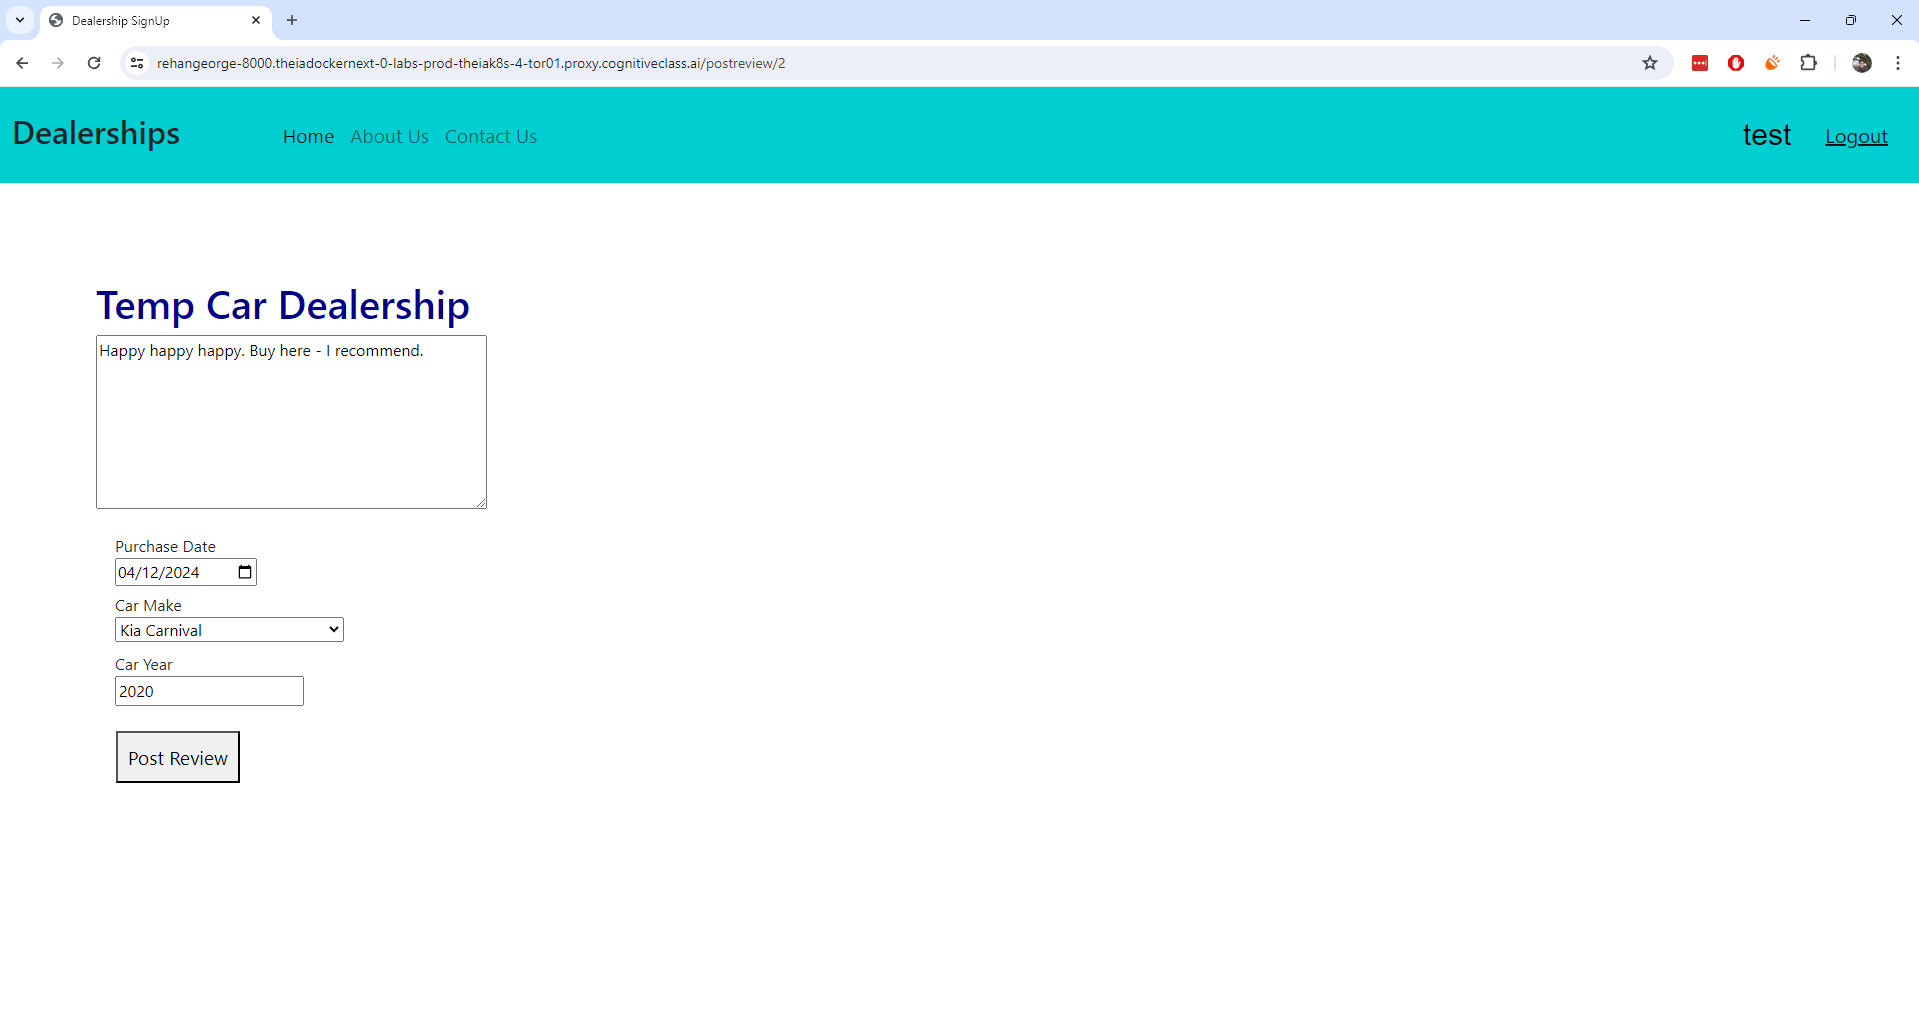 Dealership SignUp
rehangeorge-8000.theiadockernext-0-labs-prod-theiak8s-4-tor01.proxy.cognitiveclass.ai/postreview/2
Dealerships Home About Us Contact Us test Logout
Temp Car Dealership
Happy happy happy. Buy here - I recommend.
Purchase Date
04/12/2024
Car Make
Kia Carnival
Car Year
2020
Post Review